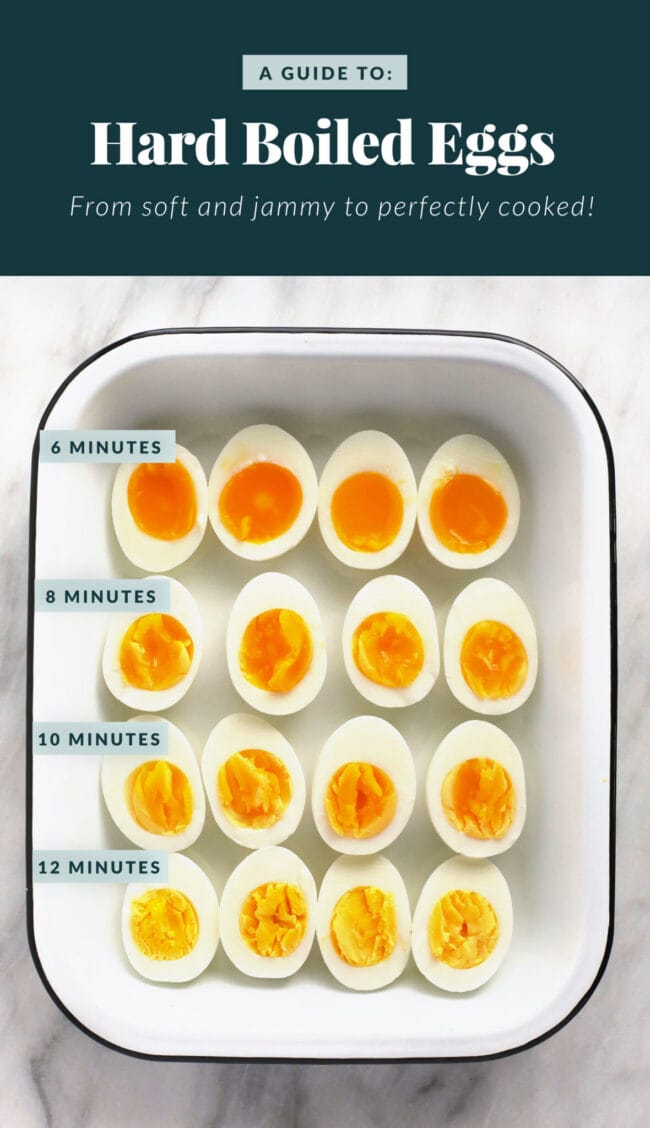 A GUIDE TO:
Hard Boiled Eggs
From soft and jammy to perfectly cooked!
6 MINUTES
8 MINUTES
10 MINUTES
12 MINUTES